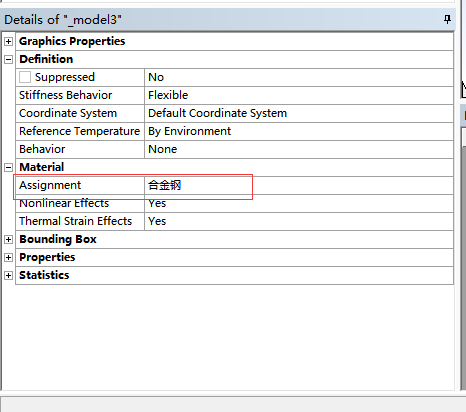 Details of "_model3"
Graphics Properties
Definition
Suppressed No
Stiffness Behavior Flexible
Coordinate System Default Coordinate System
Reference Temperature By Environment
Behavior None
Material
Assignment 合金钢
Nonlinear Effects Yes
Thermal Strain Effects Yes
Bounding Box
Properties
Statistics